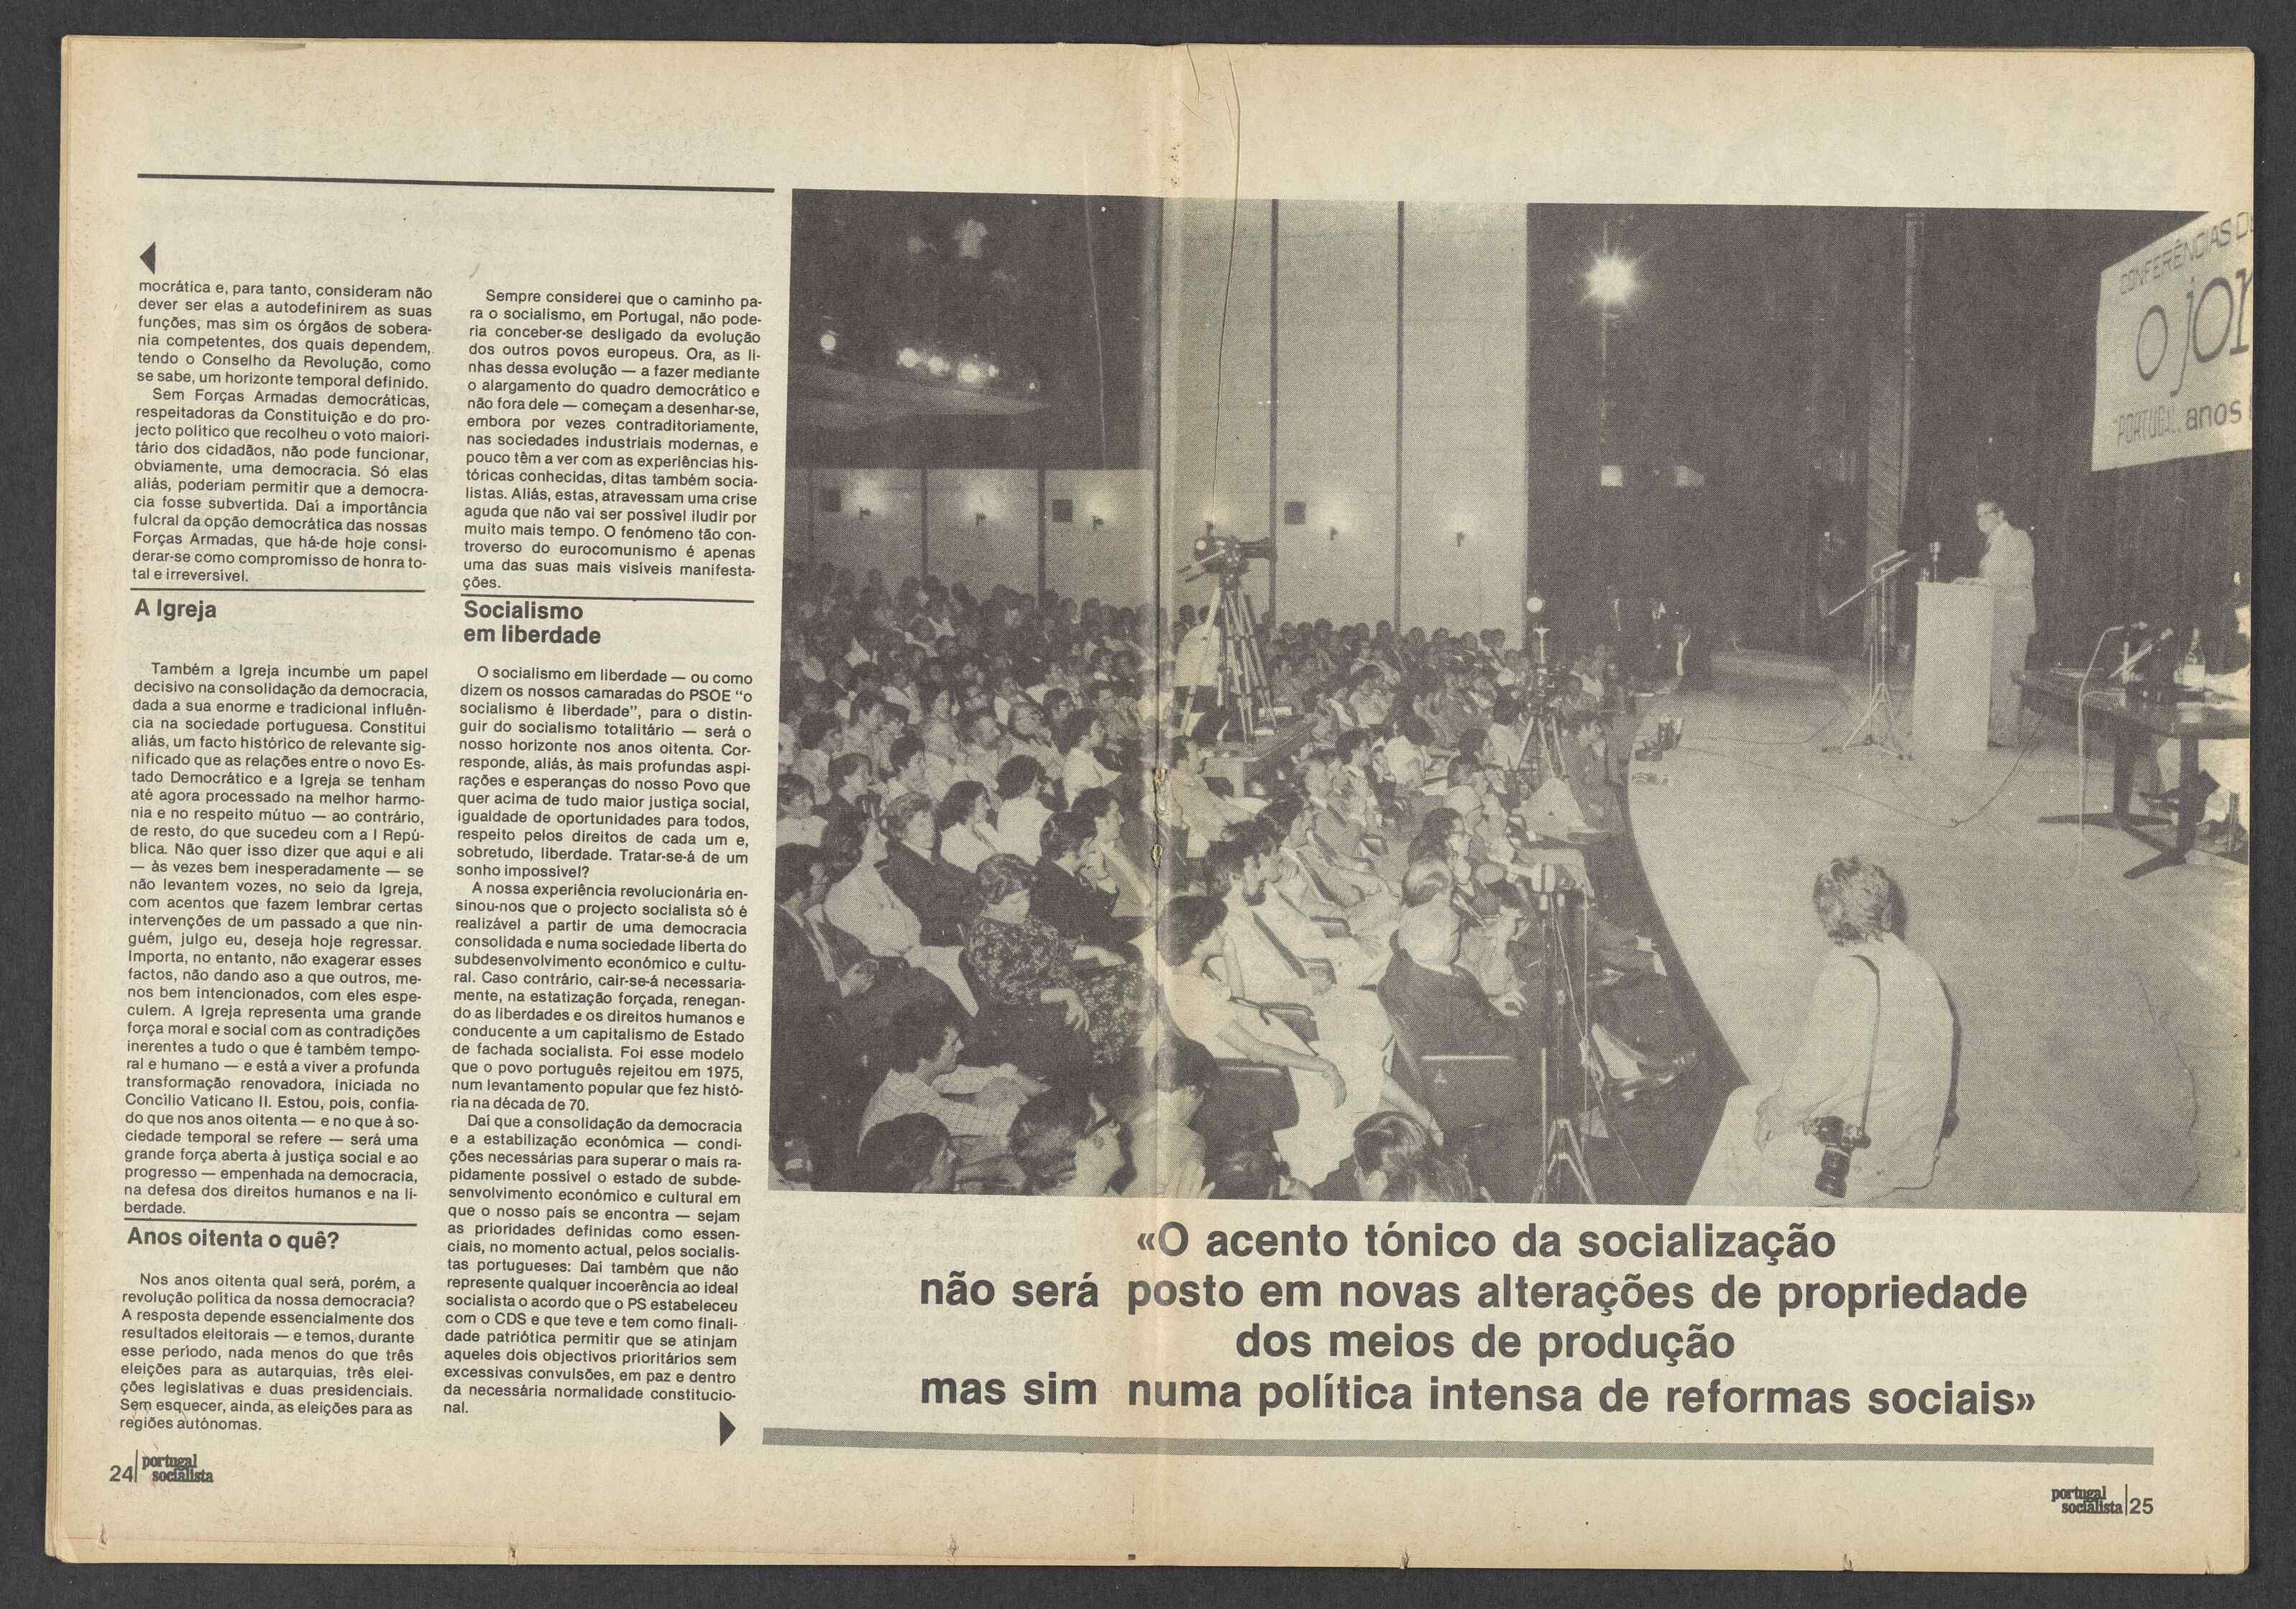 mocrática e, para tanto, consideram não
dever ser elas a autodefinirem as suas
funções, mas sim os órgãos de sobera-
nia competentes, dos quais dependem,
tendo o Conselho da Revolução, como
se sabe, um horizonte temporal definido.
Sem Forças Armadas democráticas,
respeitadoras da Constituição e do pro-
jecto político que recolheu o voto maiori-
tário dos cidadãos, não pode funcionar,
obviamente, uma democracia. Só elas
aliás, poderiam permitir que a democra-
cia fosse subvertida. Daí a importância
fulcral da opção democrática das nossas
Forças Armadas, que há-de hoje consi-
derar-se como compromisso de honra to-
tal e irreversível.
A Igreja
Também a Igreja incumbe um papel
decisivo na consolidação da democracia,
dada a sua enorme e tradicional influên-
cia na sociedade portuguesa. Constitui
aliás, um facto histórico de relevante sig-
nificado que as relações entre o novo Es-
tado Democrático e a Igreja se tenham
até agora processado na melhor harmo-
nia e no respeito mútuo — ao contrário,
de resto, do que sucedeu com a I Repú-
blica. Não quer isso dizer que aqui e ali
— às vezes bem inesperadamente — se
não levantem vozes, no seio da Igreja,
com acentos que fazem lembrar certas
intervenções de um passado a que nin-
guém, julgo eu, deseja hoje regressar.
Importa, no entanto, não exagerar esses
factos, não dando aso a que outros, me-
nos bem intencionados, com eles espe-
culem. A Igreja representa uma grande
força moral e social com as contradições
inerentes a tudo o que é também tempo-
ral e humano — e está a viver a profunda
transformação renovadora, iniciada no
Concílio Vaticano II. Estou, pois, confia-
do que nos anos oitenta — e no que à so-
ciedade temporal se refere — será uma
grande força aberta à justiça social e ao
progresso — empenhada na democracia,
na defesa dos direitos humanos e na li-
berdade.
Anos oitenta o quê?
Nos anos oitenta qual será, porém, a
revolução política da nossa democracia?
A resposta depende essencialmente dos
resultados eleitorais — e temos, durante
esse período, nada menos do que três
eleições para as autarquias, três elei-
ções legislativas e duas presidenciais.
Sem esquecer, ainda, as eleições para as
regiões autónomas.
Sempre considerei que o caminho pa-
ra o socialismo, em Portugal, não pode-
ria conceber-se desligado da evolução
dos outros povos europeus. Ora, as li-
nhas dessa evolução — a fazer mediante
o alargamento do quadro democrático e
não fora dele — começam a desenhar-se,
embora por vezes contraditoriamente,
nas sociedades industriais modernas, e
pouco têm a ver com as experiências his-
tóricas conhecidas, ditas também socia-
listas. Aliás, estas, atravessam uma crise
aguda que não vai ser possível iludir por
muito mais tempo. O fenómeno tão con-
troverso do eurocomunismo é apenas
uma das suas mais visíveis manifesta-
ções.
Socialismo
em liberdade
O socialismo em liberdade — ou como
dizem os nossos camaradas do PSOE "o
socialismo é liberdade", para o distin-
guir do socialismo totalitário — será o
nosso horizonte nos anos oitenta. Cor-
responde, aliás, às mais profundas aspi-
rações e esperanças do nosso Povo que
quer acima de tudo maior justiça social,
igualdade de oportunidades para todos,
respeito pelos direitos de cada um e,
sobretudo, liberdade. Tratar-se-á de um
sonho impossível?
A nossa experiência revolucionária en-
sinou-nos que o projecto socialista só é
realizável a partir de uma democracia
consolidada e numa sociedade liberta do
subdesenvolvimento económico e cultu-
ral. Caso contrário, cair-se-á necessaria-
mente, na estatização forçada, renegan-
do as liberdades e os direitos humanos e
conducente a um capitalismo de Estado
de fachada socialista. Foi esse modelo
que o povo português rejeitou em 1975,
num levantamento popular que fez histó-
ria na década de 70.
Daí que a consolidação da democracia
e a estabilização económica — condi-
ções necessárias para superar o mais ra-
pidamente possível o estado de subde-
senvolvimento económico e cultural em
que o nosso país se encontra — sejam
as prioridades definidas como essen-
ciais, no momento actual, pelos socialis-
tas portugueses: Daí também que não
represente qualquer incoerência ao ideal
socialista o acordo que o PS estabeleceu
com o CDS e que teve e tem como finali-
dade patriótica permitir que se atinjam
aqueles dois objectivos prioritários sem
excessivas convulsões, em paz e dentro
da necessária normalidade constitucio-
nal.
24 portugal
socialista
CONFERÊNCIAS DO
o jor
"PORTUGAL. anos
«O acento tónico da socialização
não será posto em novas alterações de propriedade
dos meios de produção
mas sim numa política intensa de reformas sociais»
portugal
socialista 25